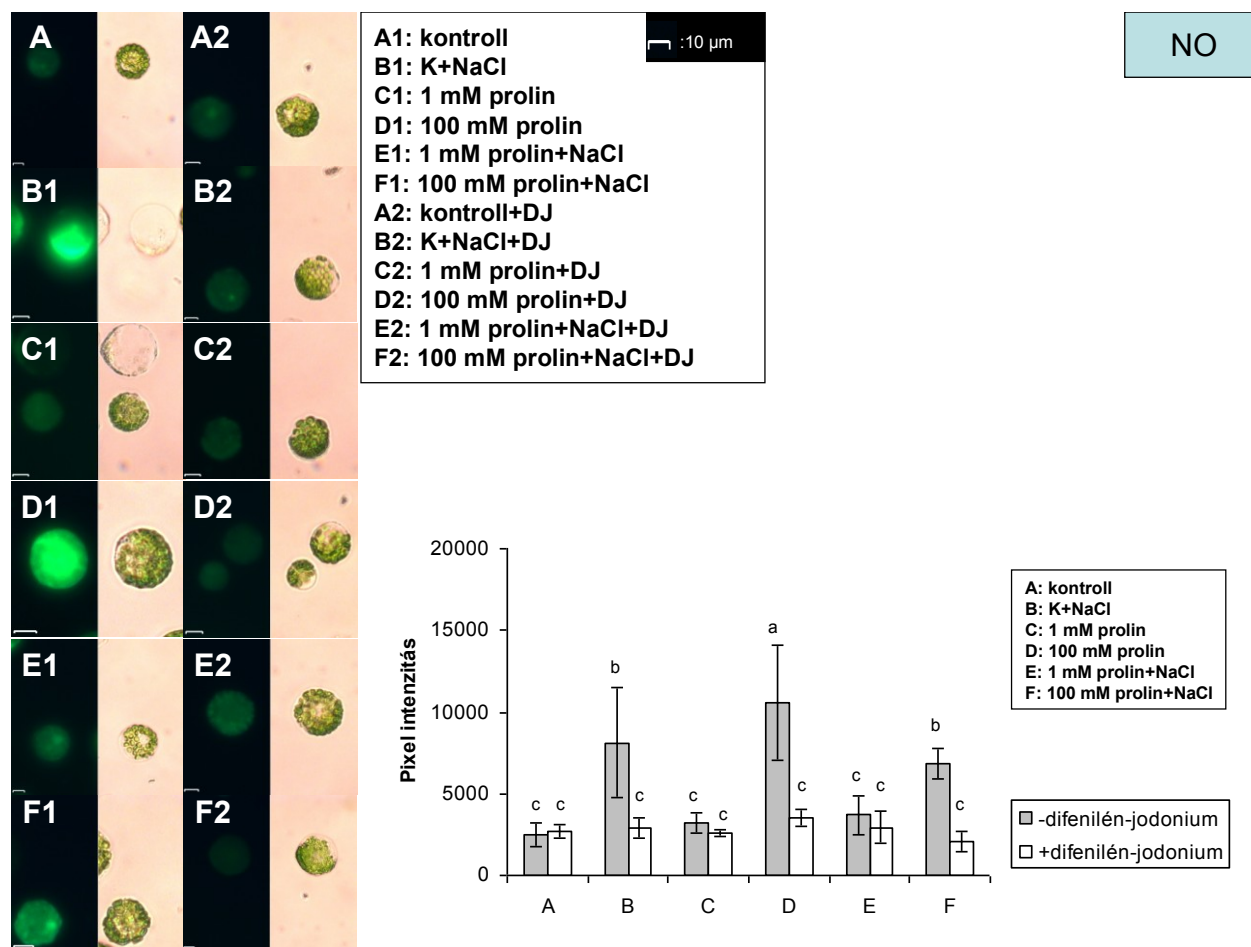 A
A2
B1
B2
C1
C2
D1
D2
E1
E2
F1
F2
A1: kontroll
B1: K+NaCl
C1: 1 mM prolin
D1: 100 mM prolin
E1: 1 mM prolin+NaCl
F1: 100 mM prolin+NaCl
A2: kontroll+DJ
B2: K+NaCl+DJ
C2: 1 mM prolin+DJ
D2: 100 mM prolin+DJ
E2: 1 mM prolin+NaCl+DJ
F2: 100 mM prolin+NaCl+DJ
:10 µm
NO
Pixel intenzitás
20000
15000
10000
5000
0
c c b c c c a c c c b c
A B C D E F
A: kontroll
B: K+NaCl
C: 1 mM prolin
D: 100 mM prolin
E: 1 mM prolin+NaCl
F: 100 mM prolin+NaCl
-difenilén-jodonium
+difenilén-jodonium